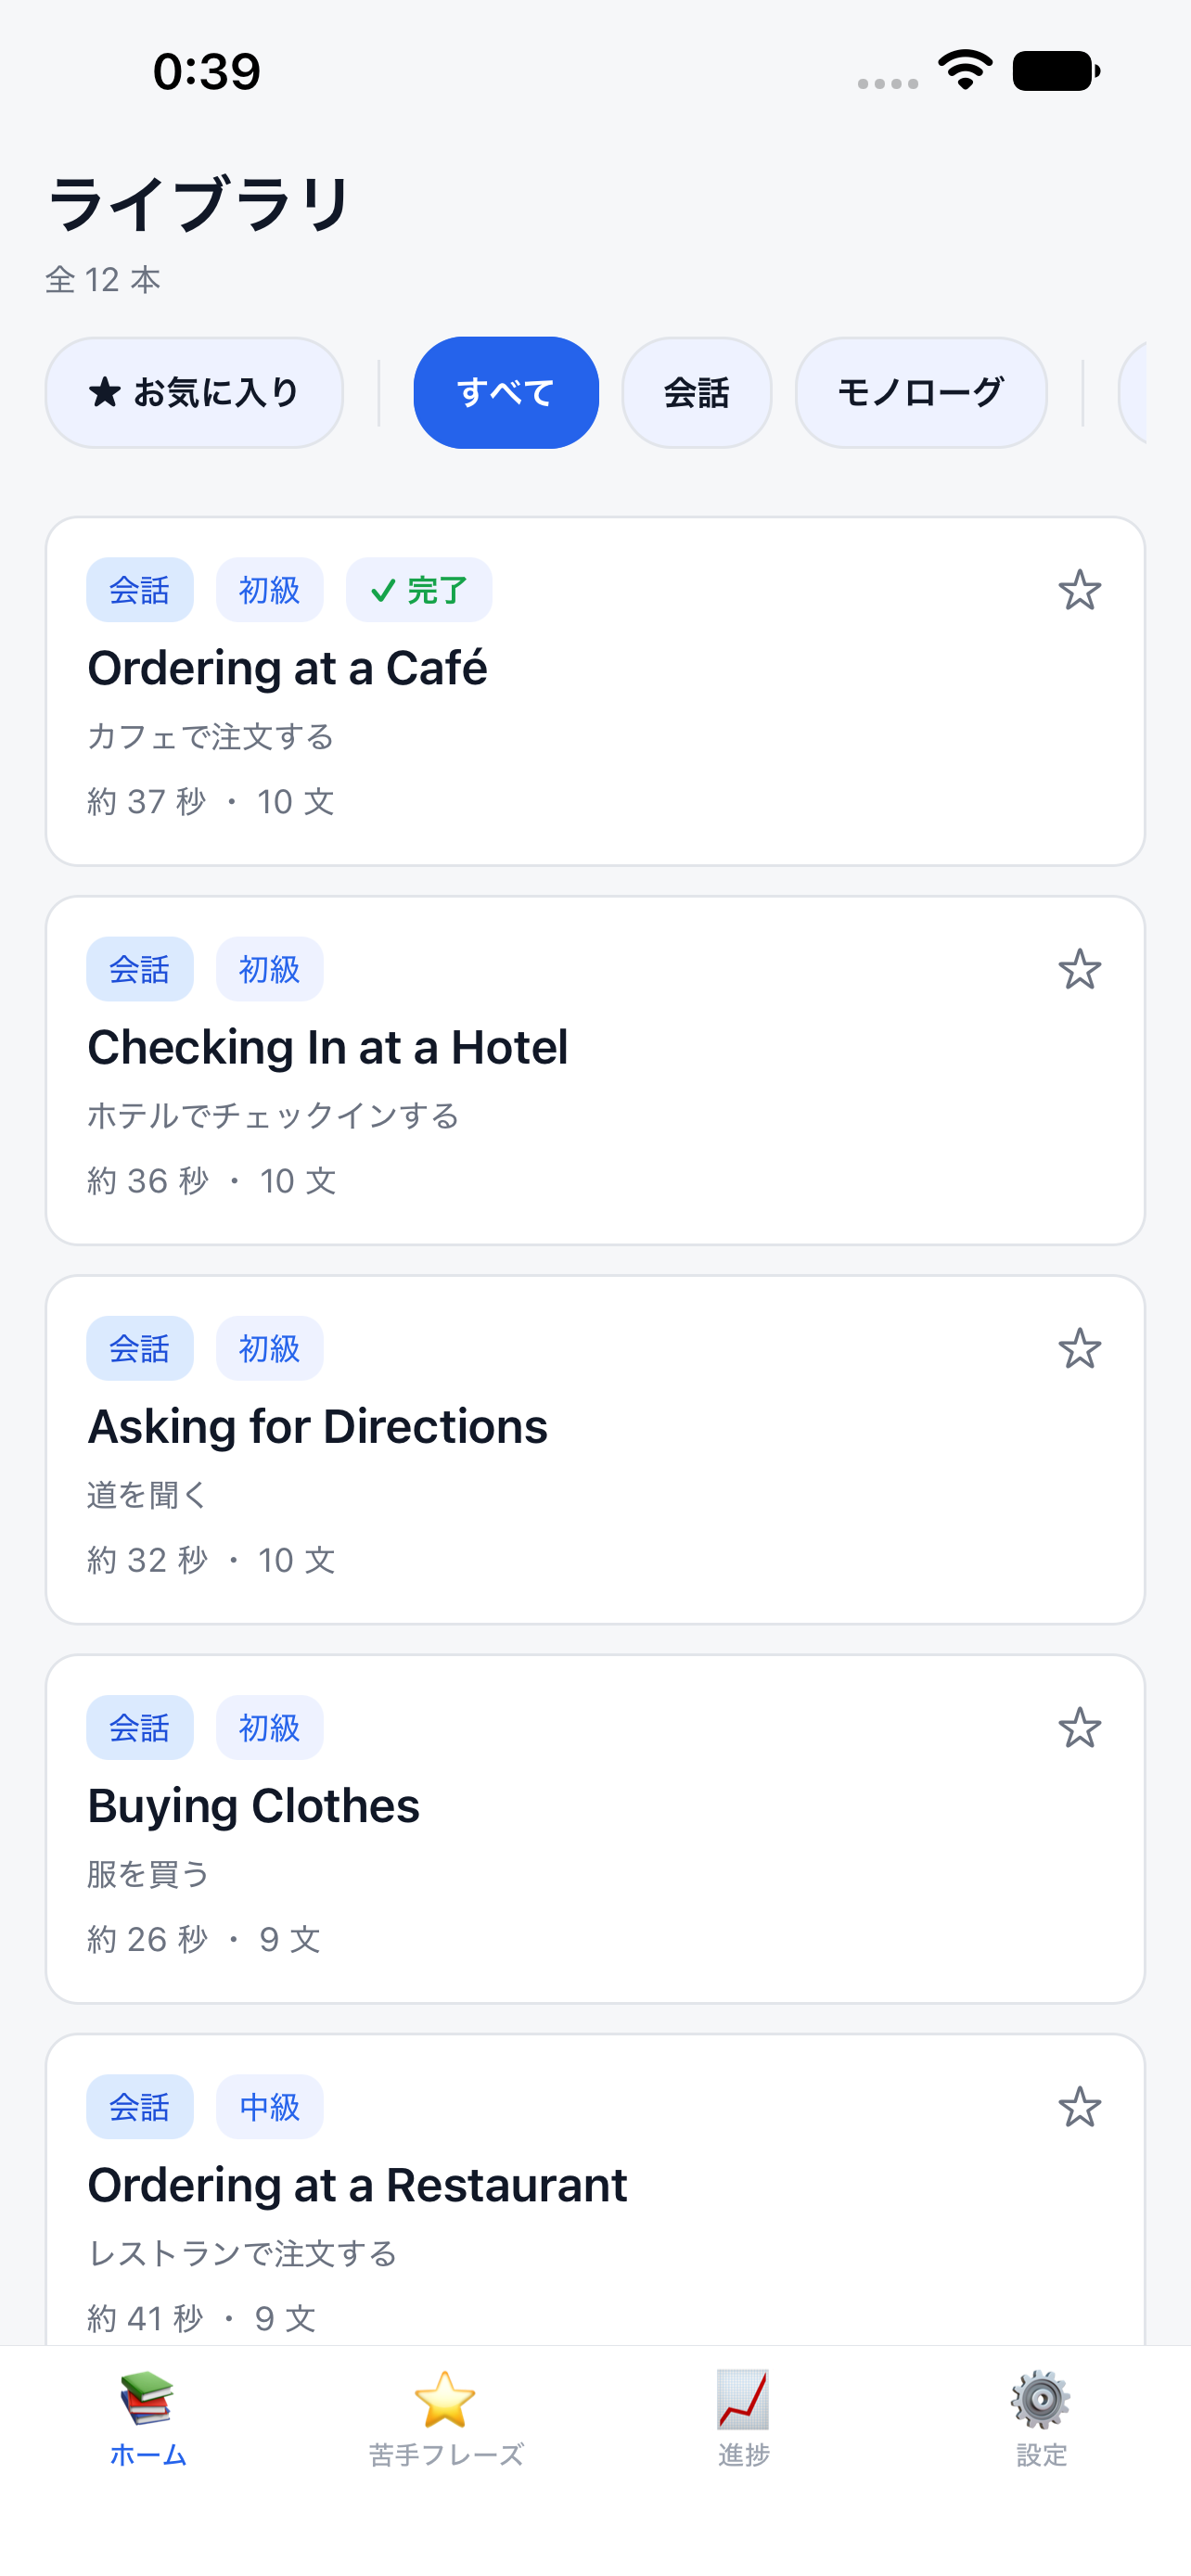 0:39
ライブラリ
全 12 本
★ お気に入り すべて 会話 モノローグ
会話 初級 ✓ 完了
Ordering at a Café
カフェで注文する
約 37 秒 ・ 10 文
会話 初級
Checking In at a Hotel
ホテルでチェックインする
約 36 秒 ・ 10 文
会話 初級
Asking for Directions
道を聞く
約 32 秒 ・ 10 文
会話 初級
Buying Clothes
服を買う
約 26 秒 ・ 9 文
会話 中級
Ordering at a Restaurant
レストランで注文する
約 41 秒 ・ 9 文
ホーム 苦手フレーズ 進捗 設定